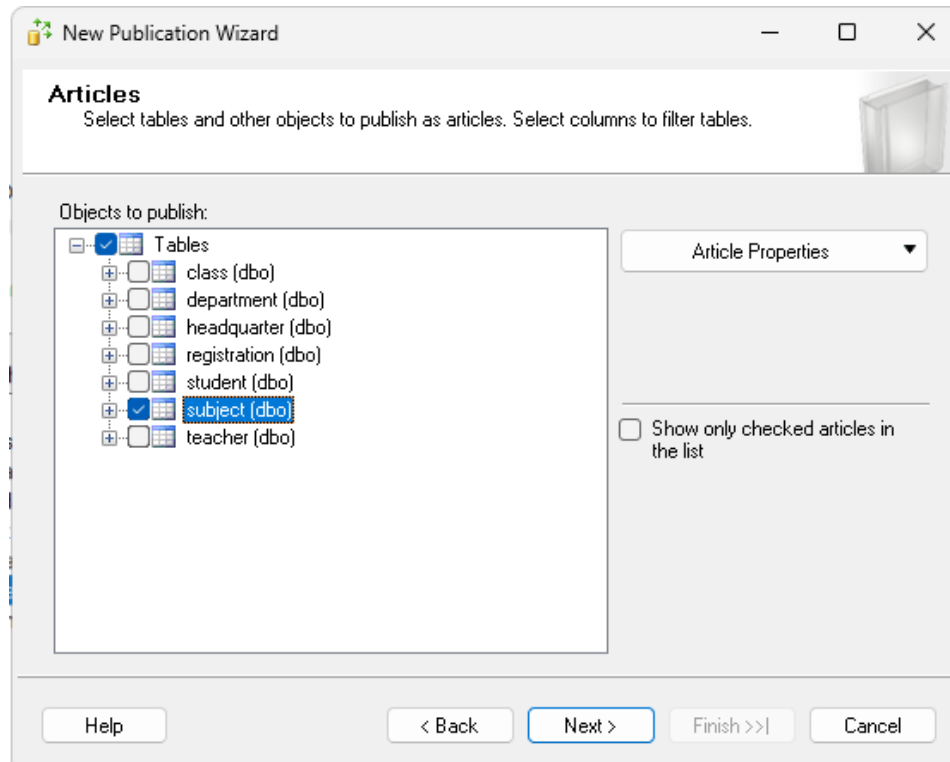 New Publication Wizard
Articles
Select tables and other objects to publish as articles. Select columns to filter tables.
Objects to publish:
Tables
class (dbo)
department (dbo)
headquarter (dbo)
registration (dbo)
student (dbo)
subject (dbo)
teacher (dbo)
Article Properties
Show only checked articles in
the list
Help
< Back
Next >
Finish >>|
Cancel